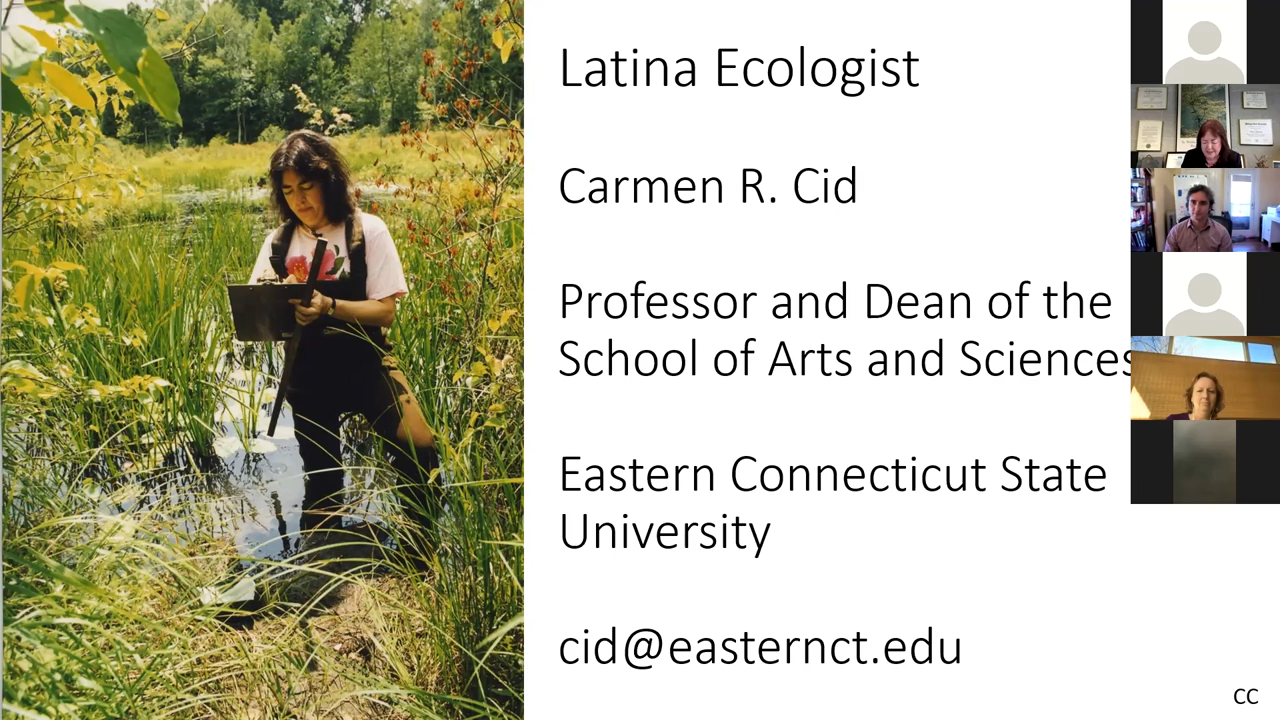 Latina Ecologist
Carmen R. Cid
Professor and Dean of the
School of Arts and Sciences
Eastern Connecticut State
University
cid@easternct.edu
CC